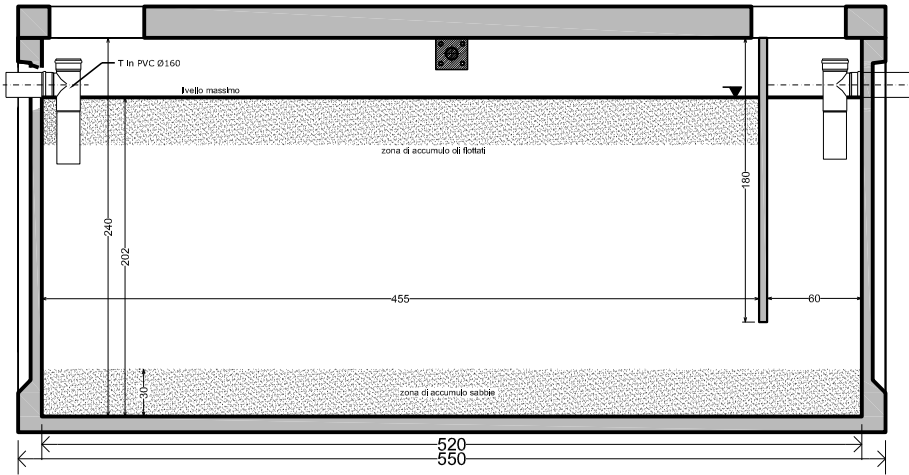 T in PVC Ø160
livello massimo
zona di accumulo oli flottati
180
240
202
455
60
30
zona di accumulo sabbie
520
550